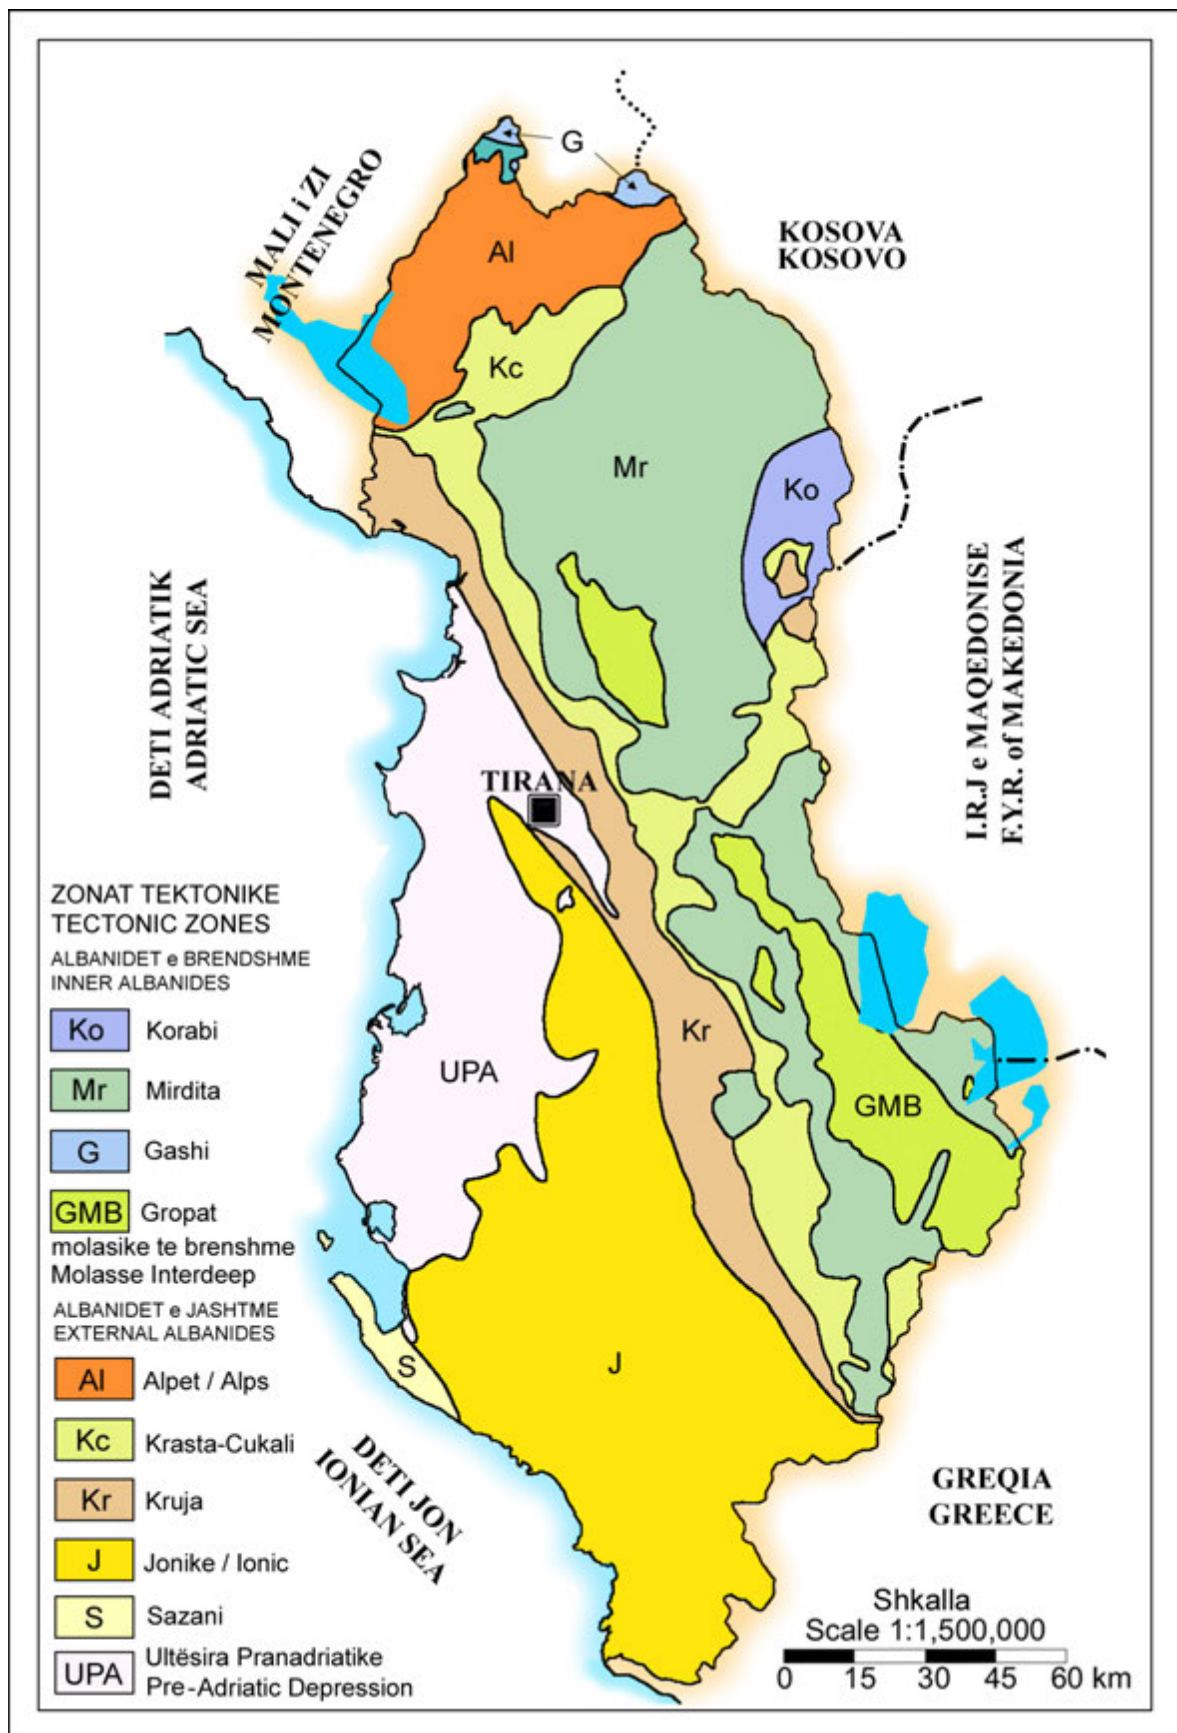 G
MALI i ZI
MONTENEGRO
KOSOVA
KOSOVO
Al
Kc
Mr
Ko
DETI ADRIATIK
ADRIATIC SEA
I.R.J e MAQEDONISE
F.Y.R. of MAKEDONIA
TIRANA
UPA
Kr
GMB
S
J
DETI JON
IONIAN SEA
GREQIA
GREECE
ZONAT TEKTONIKE
TECTONIC ZONES
ALBANIDET e BRENDSHME
INNER ALBANIDES
Ko Korabi
Mr Mirdita
G Gashi
GMB Gropat
molasike te brenshme
Molasse Interdeep
ALBANIDET e JASHTME
EXTERNAL ALBANIDES
Al Alpet / Alps
Kc Krasta-Cukali
Kr Kruja
J Jonike / Ionic
S Sazani
UPA Ultësira Pranadriatike
Pre-Adriatic Depression
Shkalla
Scale 1:1,500,000
0 15 30 45 60 km